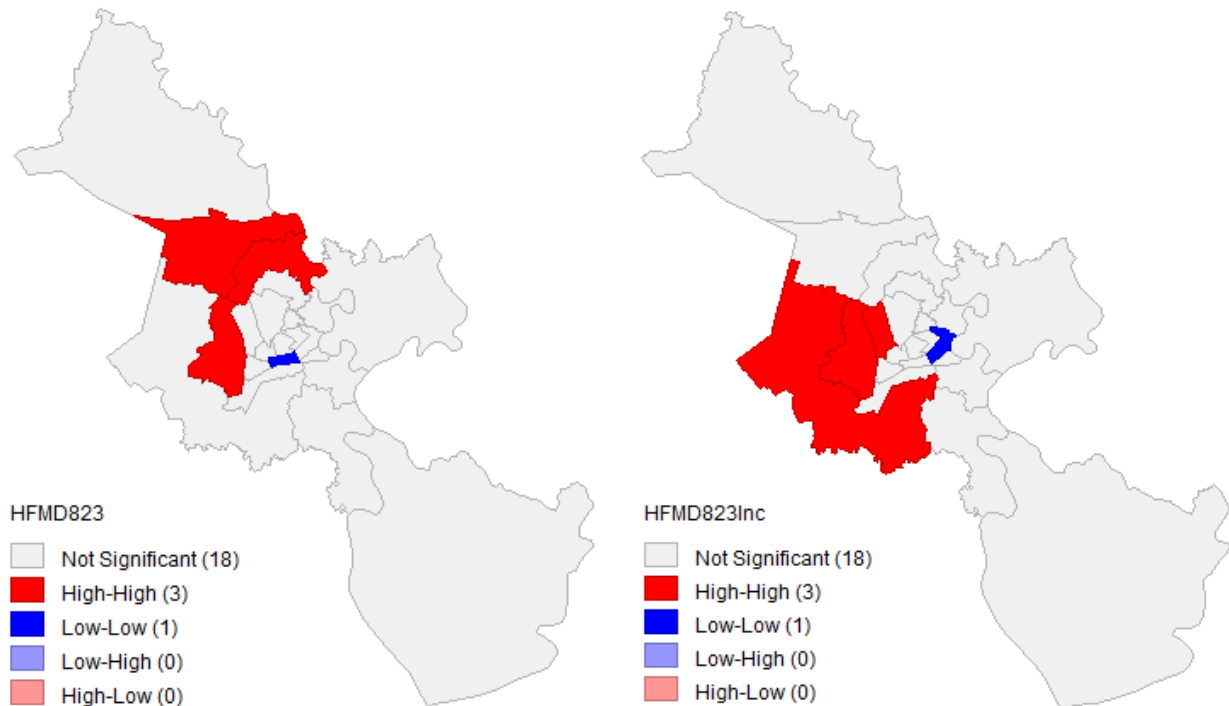 HFMD823
Not Significant (18)
High-High (3)
Low-Low (1)
Low-High (0)
High-Low (0)
HFMD823Inc
Not Significant (18)
High-High (3)
Low-Low (1)
Low-High (0)
High-Low (0)